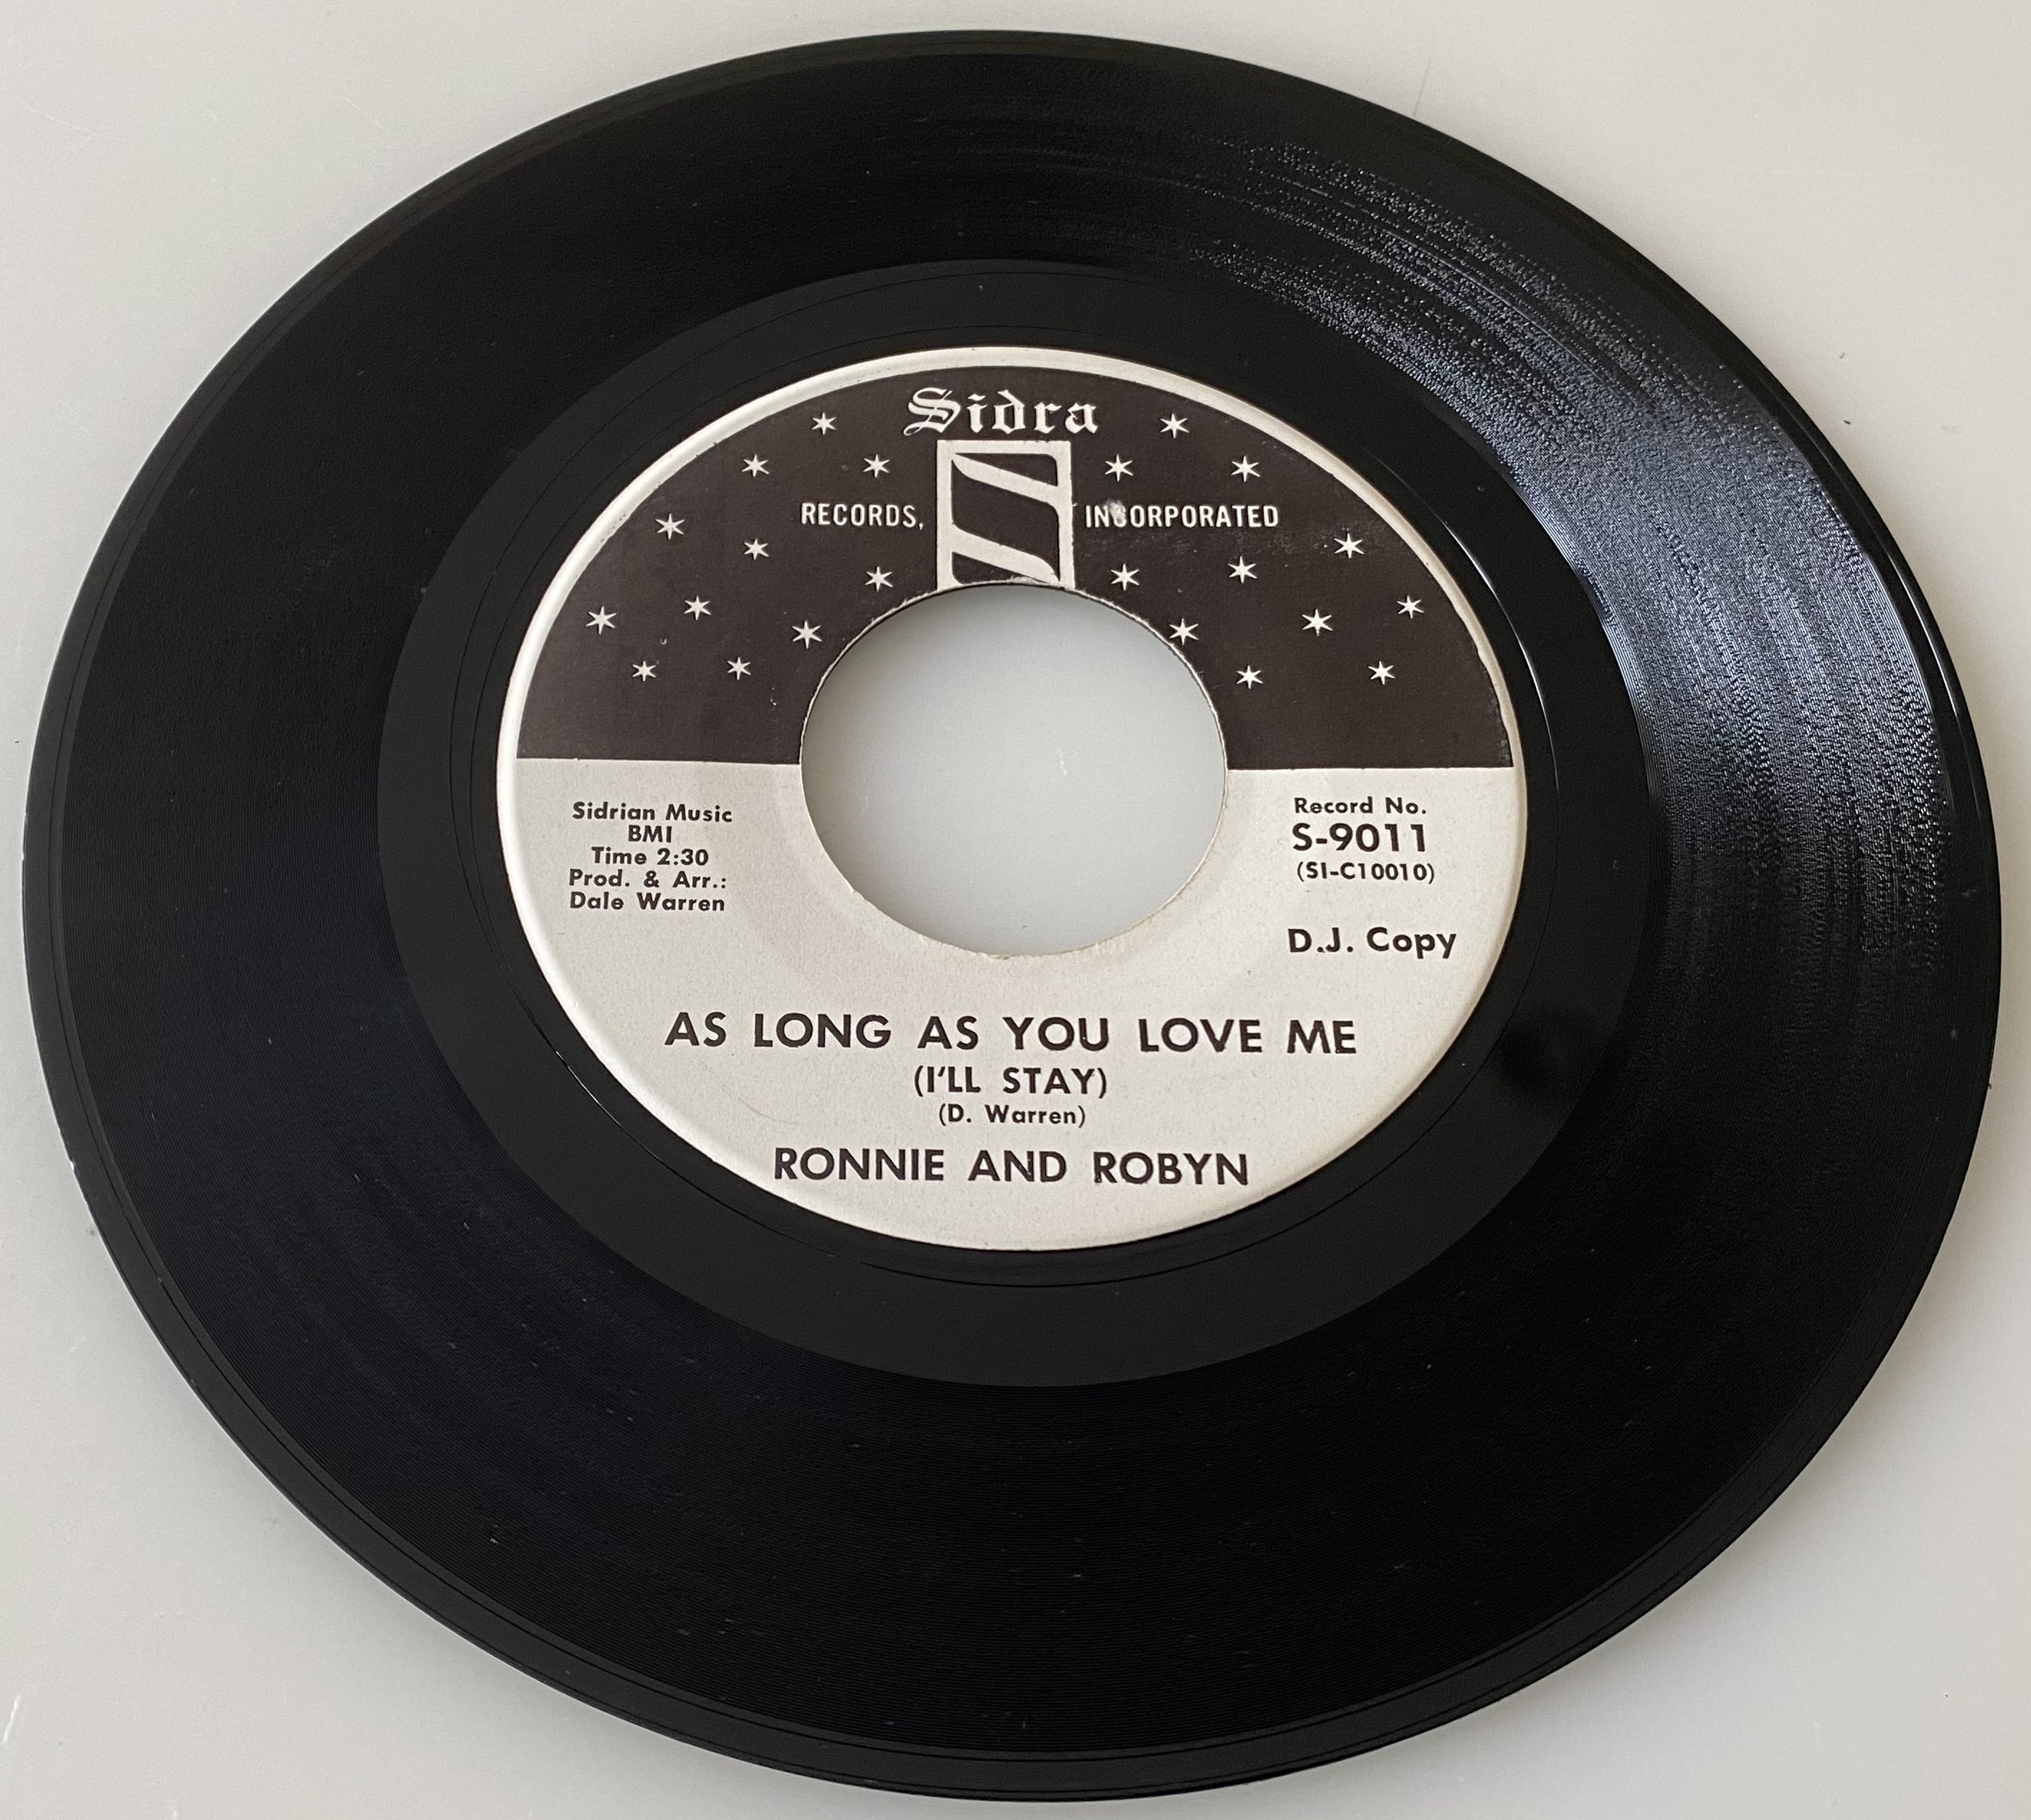 Sidra
RECORDS, S INCORPORATED
Sidrian Music
BMI
Time 2:30
Prod. & Arr.:
Dale Warren
Record No.
S-9011
(SI-C10010)
D.J. Copy
AS LONG AS YOU LOVE ME
(I'LL STAY)
(D. Warren)
RONNIE AND ROBYN